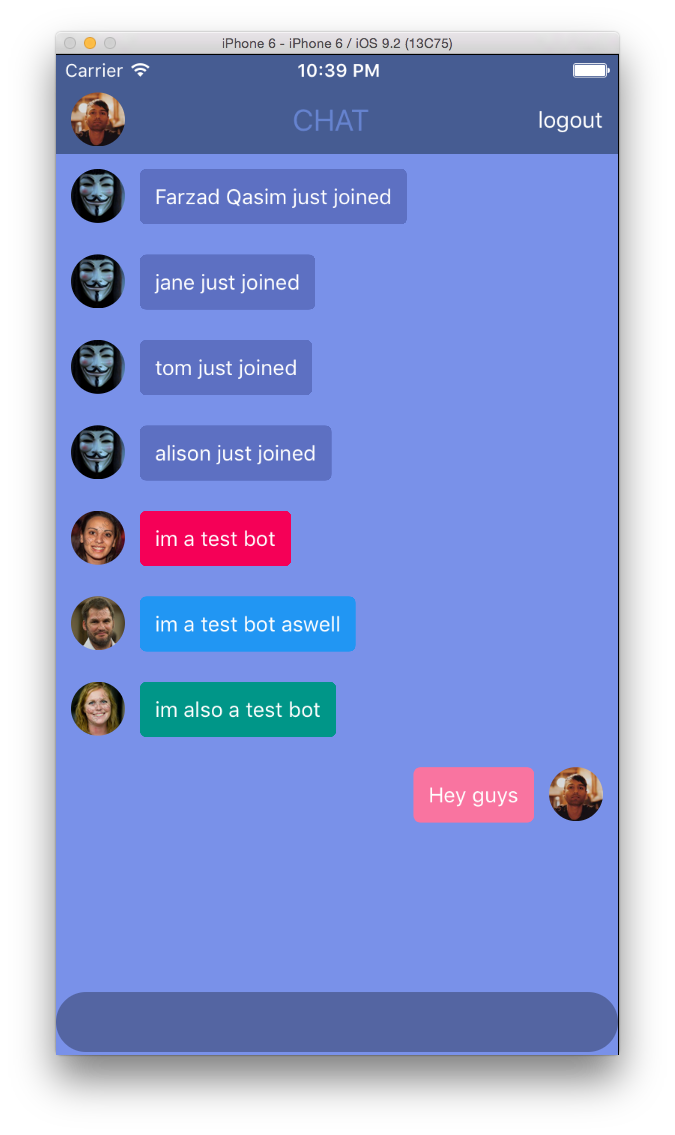 iPhone 6 - iPhone 6 / iOS 9.2 (13C75)
Carrier 10:39 PM
CHAT logout
Farzad Qasim just joined
jane just joined
tom just joined
alison just joined
im a test bot
im a test bot aswell
im also a test bot
Hey guys